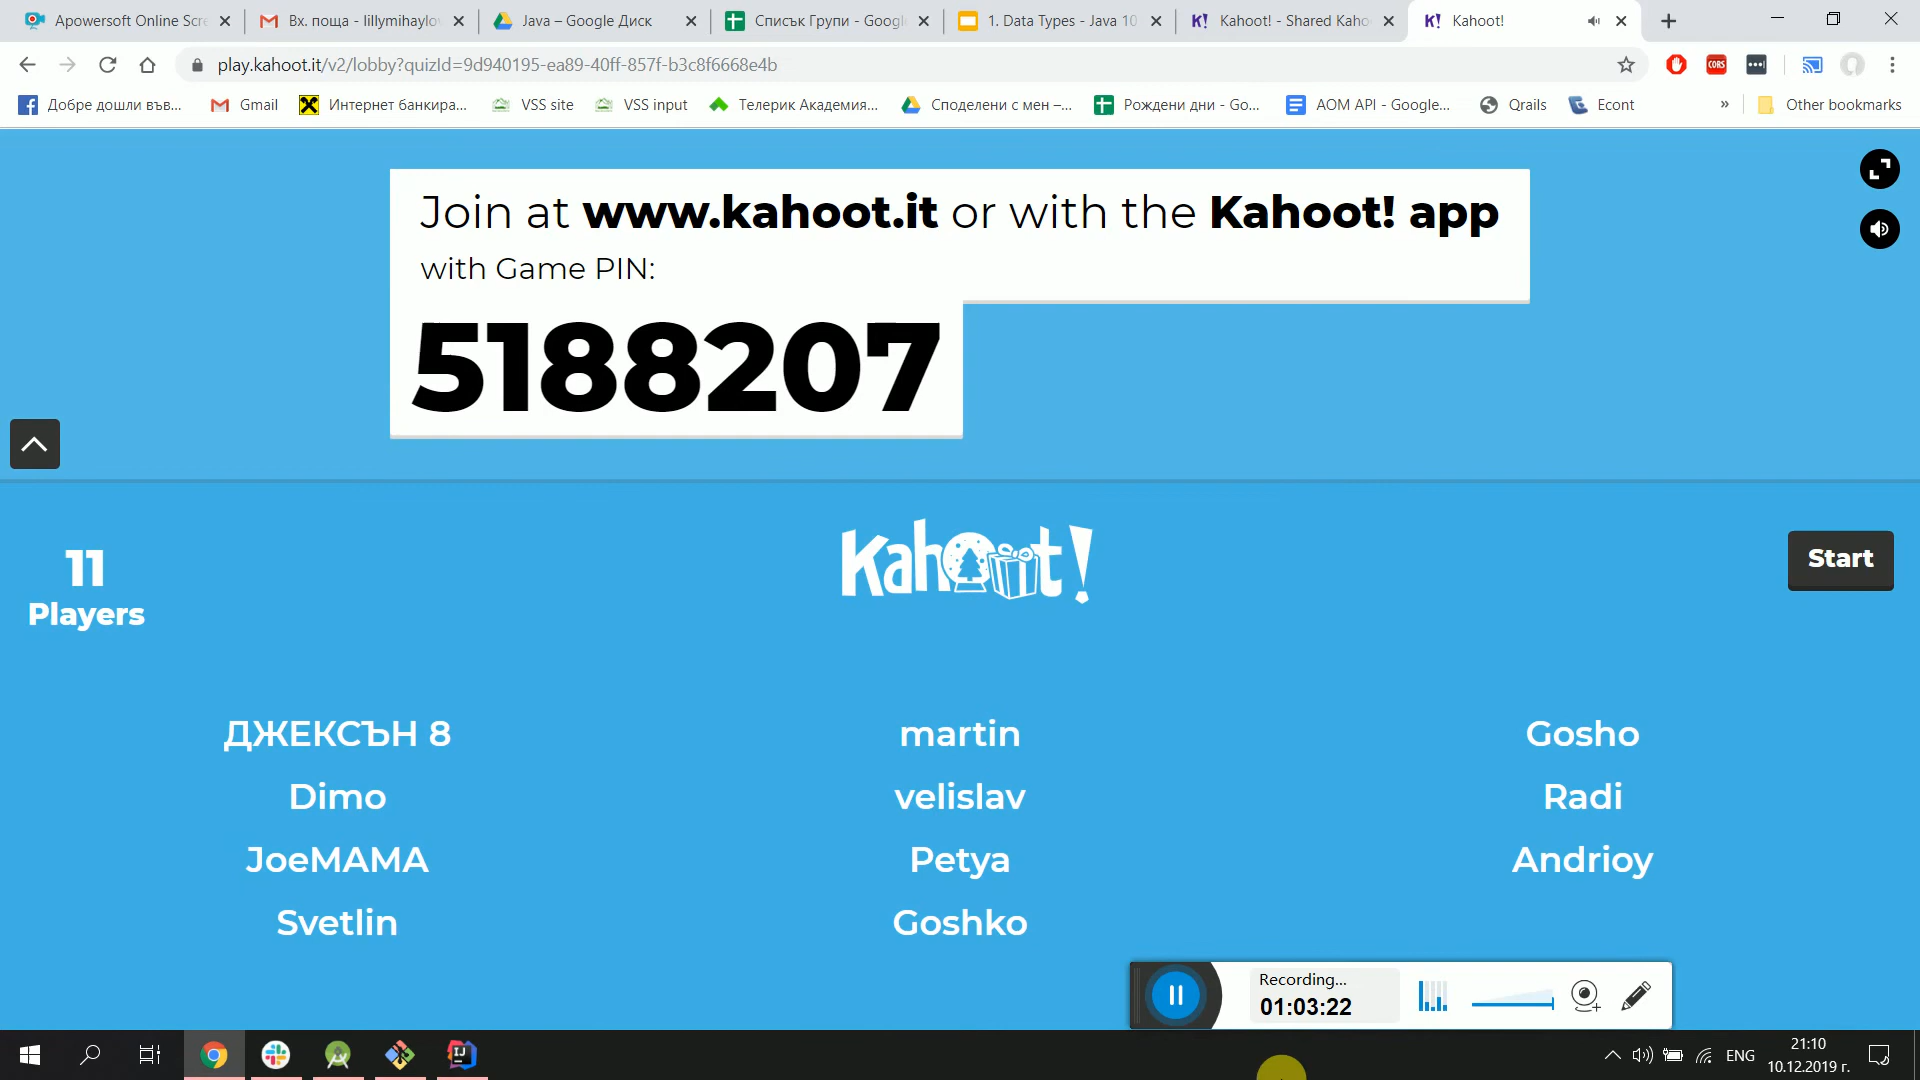 Apowersoft Online Scre
Вх. поща - lillymihaylov
Java – Google Диск
Списък Групи - Google
1. Data Types - Java 10
Kahoot! - Shared Kaho
Kahoot!
play.kahoot.it/v2/lobby?quizId=9d940195-ea89-40ff-857f-b3c8f6668e4b
CORS
Добре дошли във...
Gmail
Интернет банкира...
VSS site
VSS input
Телерик Академия...
Споделени с мен –...
Рождени дни - Go...
AOM API - Google...
Qrails
Econt
»
Other bookmarks
Join at www.kahoot.it or with the Kahoot! app
with Game PIN:
5188207
11
Players
Kahoot!
Start
ДЖЕКСЪН 8
martin
Gosho
Dimo
velislav
Radi
JoeMAMA
Petya
Andrioy
Svetlin
Goshko
Recording...
01:03:22
ENG
21:10
10.12.2019 г.